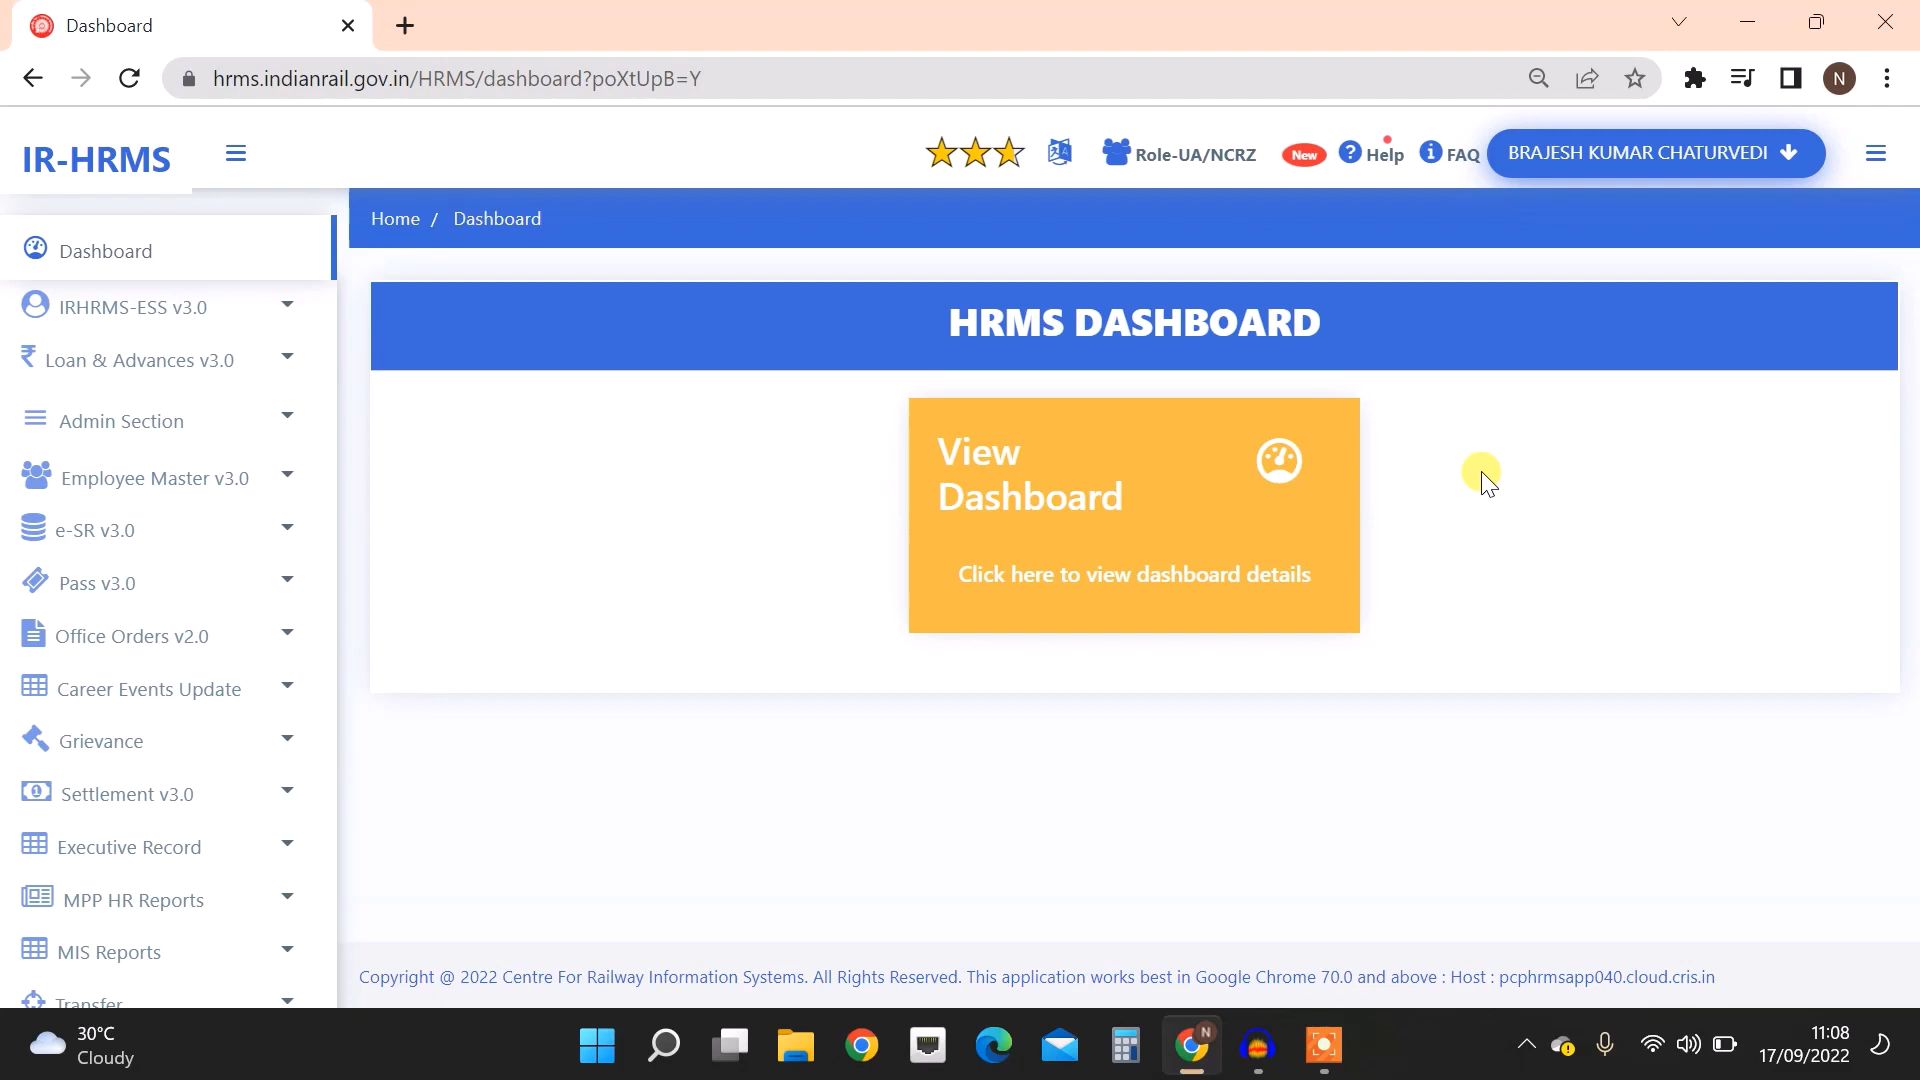 Dashboard
hrms.indianrail.gov.in/HRMS/dashboard?poXtUpB=Y
N
IR-HRMS
Role-UA/NCRZ
New
Help
FAQ
BRAJESH KUMAR CHATURVEDI
Home / Dashboard
Dashboard
IRHRMS-ESS v3.0
Loan & Advances v3.0
Admin Section
Employee Master v3.0
e-SR v3.0
Pass v3.0
Office Orders v2.0
Career Events Update
Grievance
Settlement v3.0
Executive Record
MPP HR Reports
MIS Reports
Transfer
HRMS DASHBOARD
View
Dashboard
Click here to view dashboard details
Copyright @ 2022 Centre For Railway Information Systems. All Rights Reserved. This application works best in Google Chrome 70.0 and above : Host : pcphrmsapp040.cloud.cris.in
30°C
Cloudy
N
11:08
17/09/2022